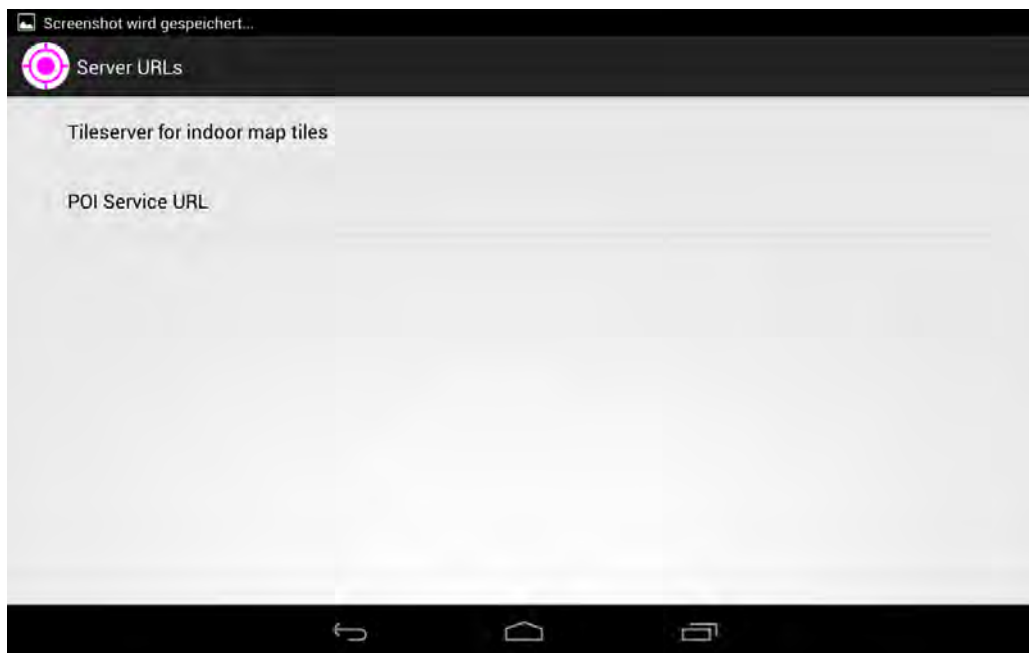 Screenshot wird gespeichert...
Server URLs
Tileserver for indoor map tiles
POI Service URL